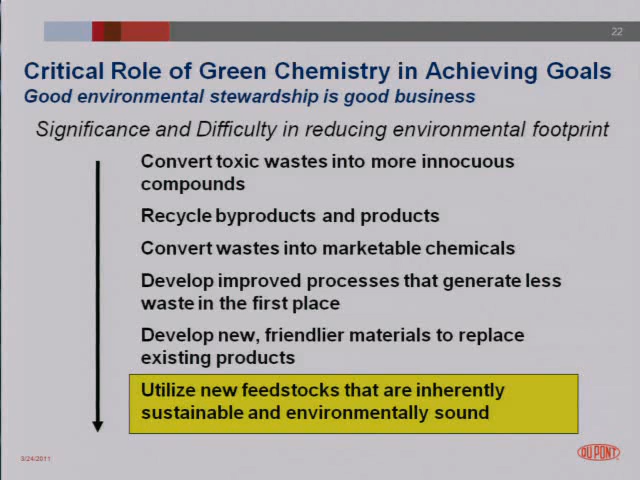 22
Critical Role of Green Chemistry in Achieving Goals
Good environmental stewardship is good business
Significance and Difficulty in reducing environmental footprint
Convert toxic wastes into more innocuous
compounds
Recycle byproducts and products
Convert wastes into marketable chemicals
Develop improved processes that generate less
waste in the first place
Develop new, friendlier materials to replace
existing products
Utilize new feedstocks that are inherently
sustainable and environmentally sound
3/24/2011
DUPONT